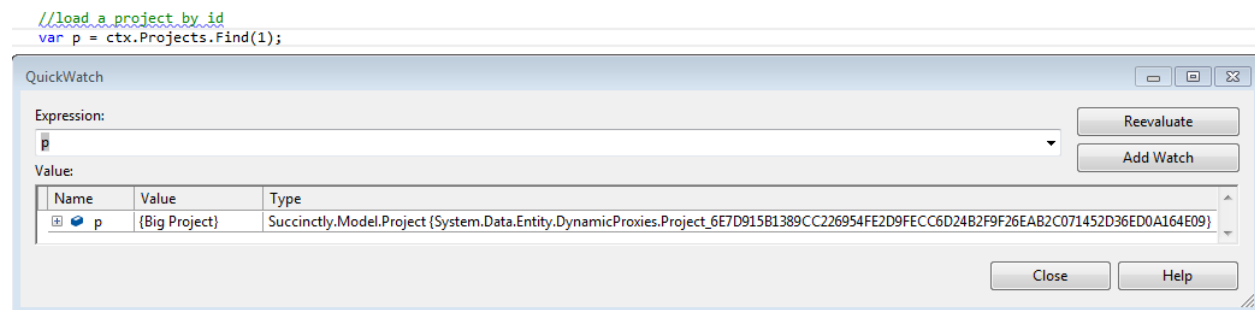 //load a project by id
var p = ctx.Projects.Find(1);
QuickWatch
Expression:
Reevaluate
p
Add Watch
Value:
Name Value Type
p {Big Project} Succinctly.Model.Project {System.Data.Entity.DynamicProxies.Project_6E7D915B1389CC226954FE2D9FECC6D24B2F9F26EAB2C071452D36ED0A164E09}
Close Help